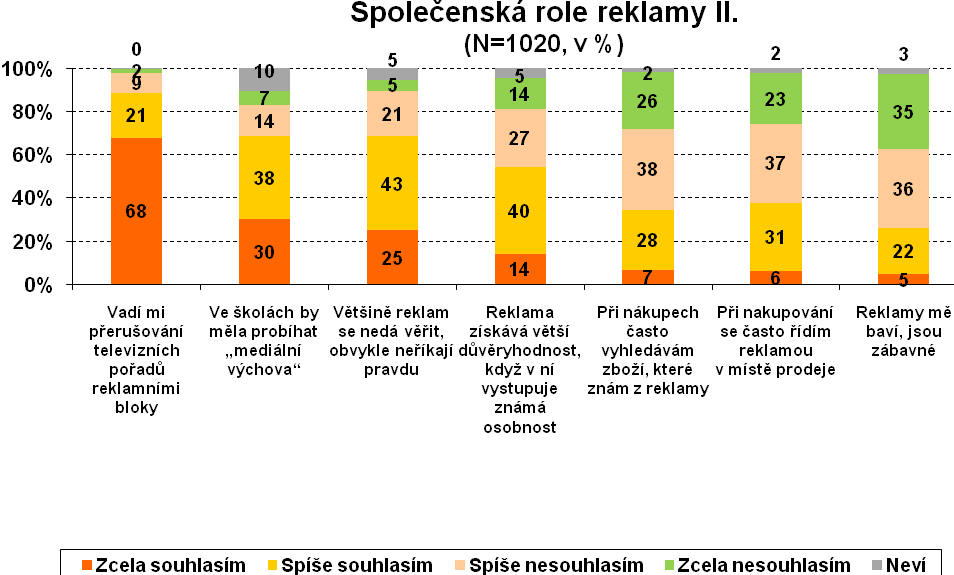 Společenská role reklamy II.
(N=1020, v %)
0 5 2 3
100%
80%
60%
40%
20%
0%
2 10 5 5 2
9 7 5 14 26 23 35
21 14 21 27 38 37 36
68 38 43 40 28 31 22
30 25 14 7 6 5
Vadí mi
přerušování
televizních
pořadů
reklamními
bloky
Ve školách by
měla probíhat
„mediální
výchova“
Většině reklam
se nedá věřit,
obvykle neříkají
pravdu
Reklama
získává větší
důvěryhodnost,
když v ní
vystupuje
známá
osobnost
Při nákupech
často
vyhledávám
zboží, které
znám z reklamy
Při nakupování
se často řídím
reklamou
v místě prodeje
Reklamy mě
baví, jsou
zábavné
Zcela souhlasím Spíše souhlasím Spíše nesouhlasím Zcela nesouhlasím Neví